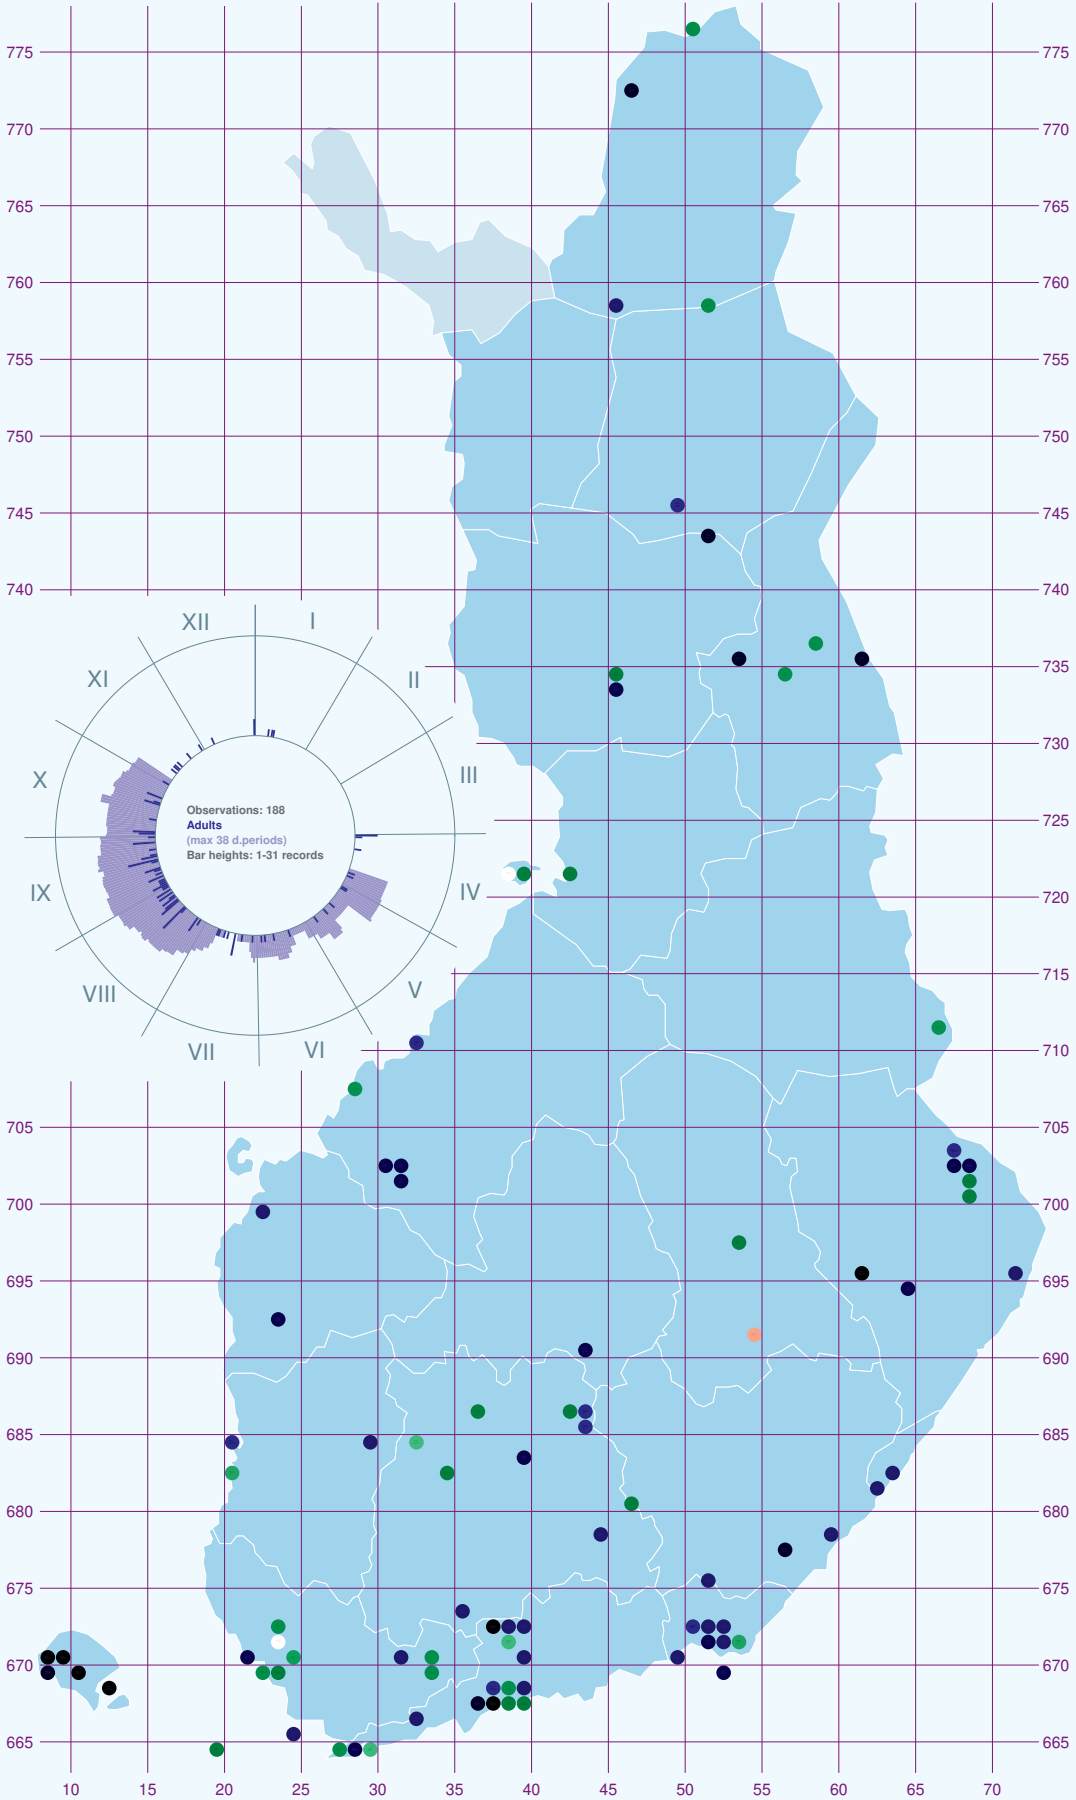 775 775
770 770
765 765
760 760
755 755
750 750
745 745
740 740
XII I
XI II
735 735
730
X III
Observations: 188
Adults
(max 38 d.periods)
Bar heights: 1-31 records
725
IX IV
720
715
VIII V
VII VI
710
705 705
700 700
695 695
690 690
685 685
680 680
675 675
670 670
665 665
10 15 20 25 30 35 40 45 50 55 60 65 70